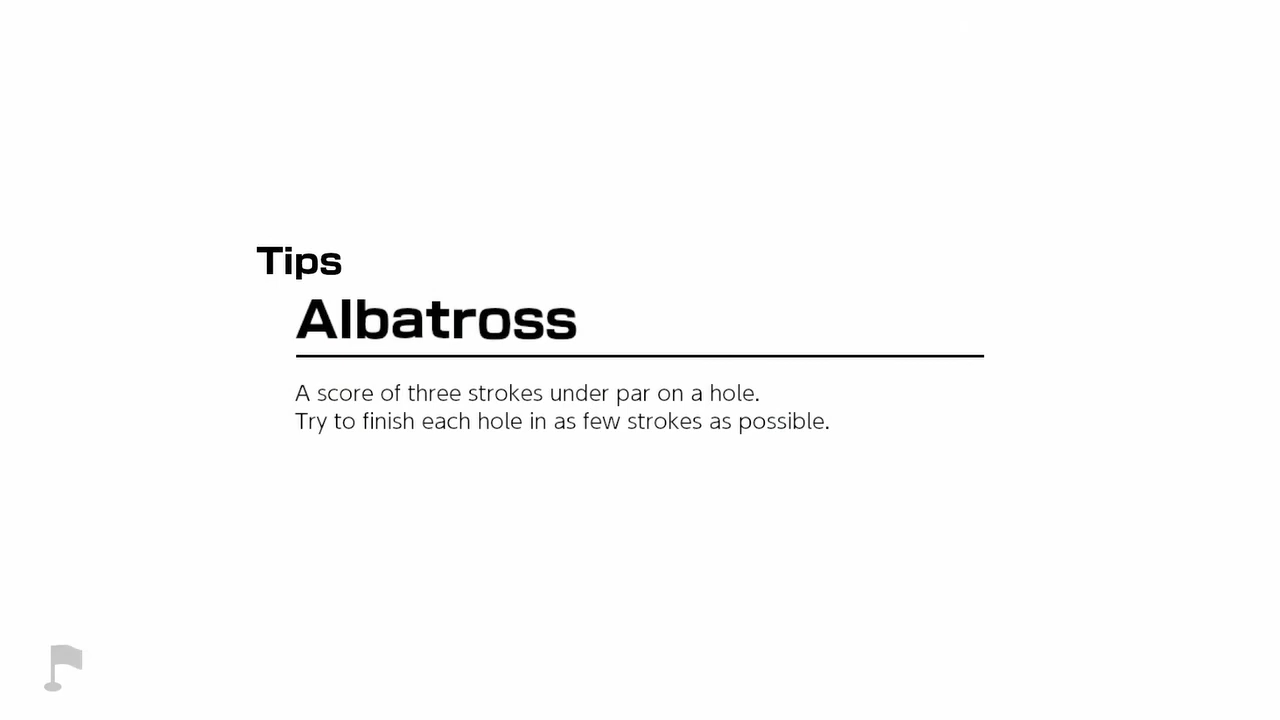 Tips
Albatross
A score of three strokes under par on a hole.
Try to finish each hole in as few strokes as possible.